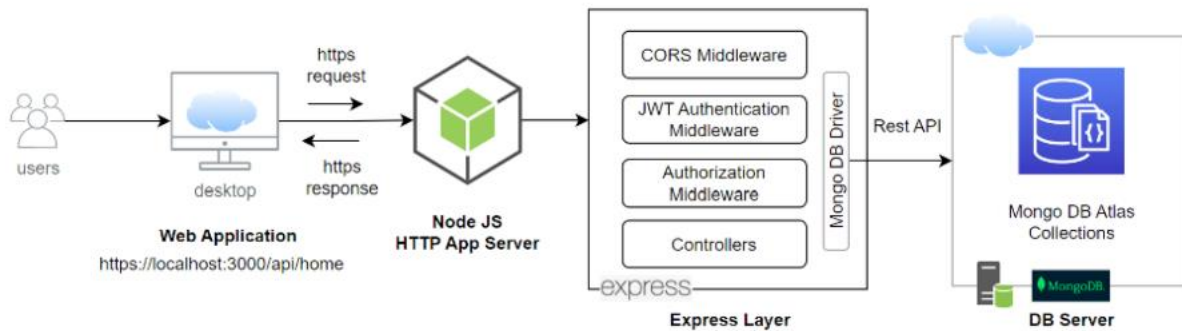 users
desktop
Web Application
https://localhost:3000/api/home
https
request
https
response
Node JS
HTTP App Server
CORS Middleware
JWT Authentication
Middleware
Authorization
Middleware
Controllers
Mongo DB Driver
express
Express Layer
Rest API
{}
Mongo DB Atlas
Collections
MongoDB.
DB Server